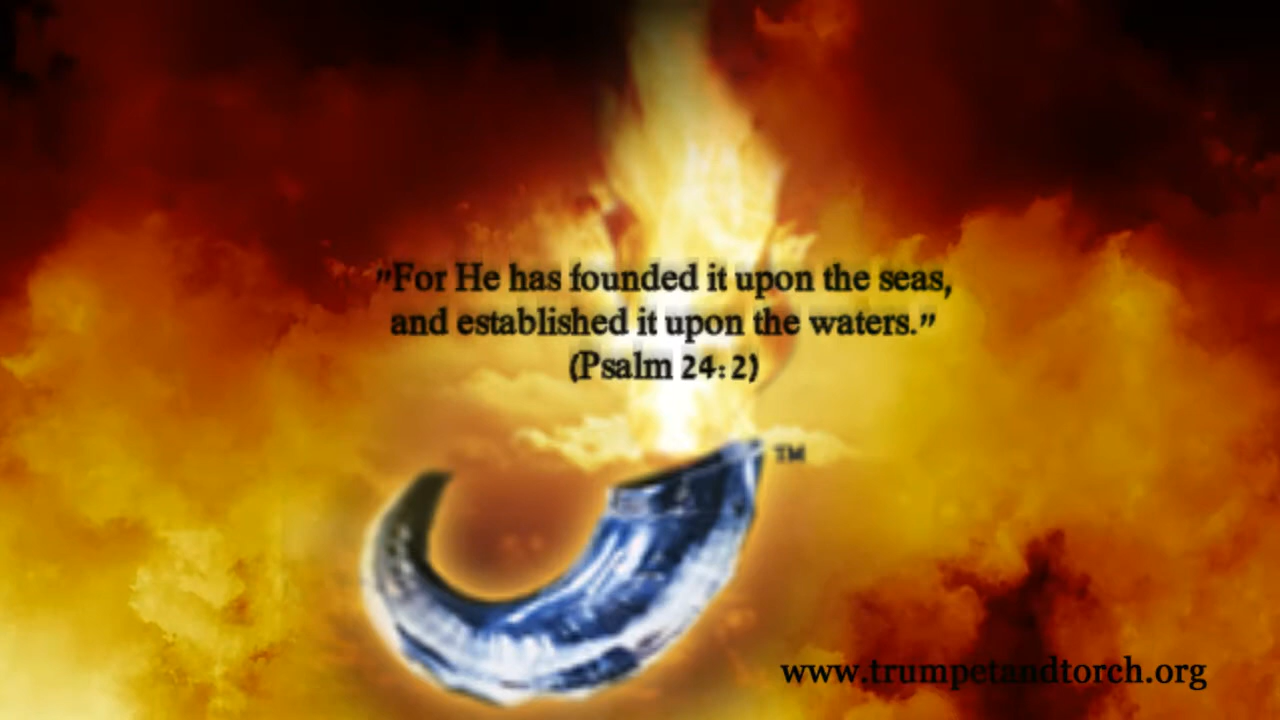 "For He has founded it upon the seas,
and established it upon the waters."
(Psalm 24:2)
TM
www.trumpetandtorch.org